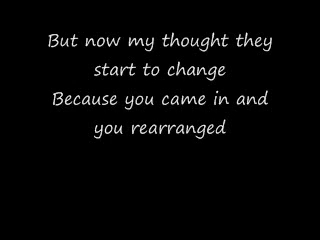 But now my thought they
start to change
Because you came in and
you rearranged